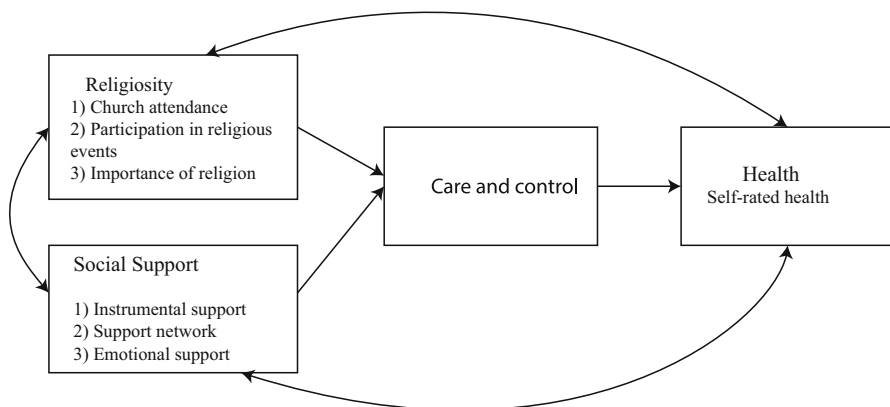 Religiosity
1) Church attendance
2) Participation in religious
events
3) Importance of religion
Social Support
1) Instrumental support
2) Support network
3) Emotional support
Care and control
Health
Self-rated health